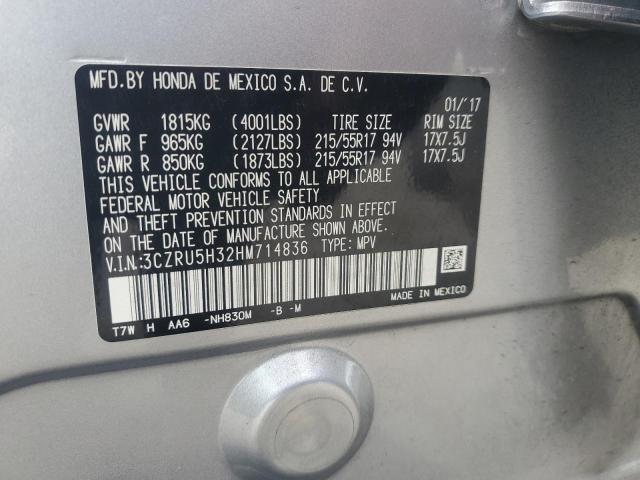 MFD.BY HONDA DE MEXICO S.A. DE C.V.
01/'17
GVWR 1815KG (4001LBS) TIRE SIZE RIM SIZE
GAWR F 965KG (2127LBS) 215/55R17 94V 17X7.5J
GAWR R 850KG (1873LBS) 215/55R17 94V 17X7.5J
THIS VEHICLE CONFORMS TO ALL APPLICABLE
FEDERAL MOTOR VEHICLE SAFETY
AND THEFT PREVENTION STANDARDS IN EFFECT
ON THE DATE OF MANUFACTURE SHOWN ABOVE.
V.I.N.:3CZRU5H32HM714836 TYPE: MPV
MADE IN MEXICO
T7W H AA6 -NH830M -B -M